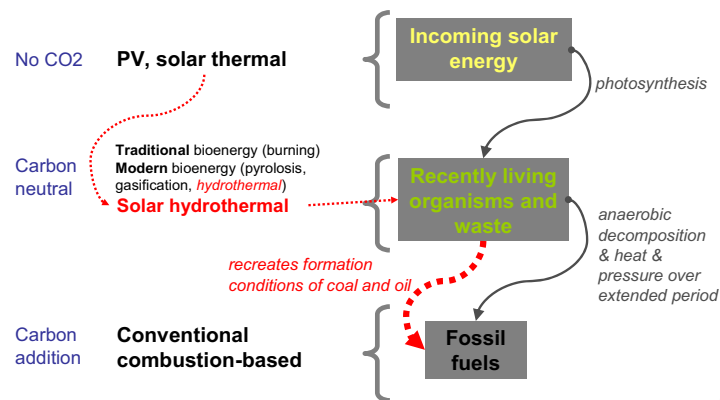 No CO2
PV, solar thermal
Incoming solar
energy
photosynthesis
Carbon
neutral
Traditional bioenergy (burning)
Modern bioenergy (pyrolosis,
gasification, hydrothermal)
Solar hydrothermal
Recently living
organisms and
waste
anaerobic
decomposition
& heat &
pressure over
extended period
recreates formation
conditions of coal and oil
Carbon
addition
Conventional
combustion-based
Fossil
fuels